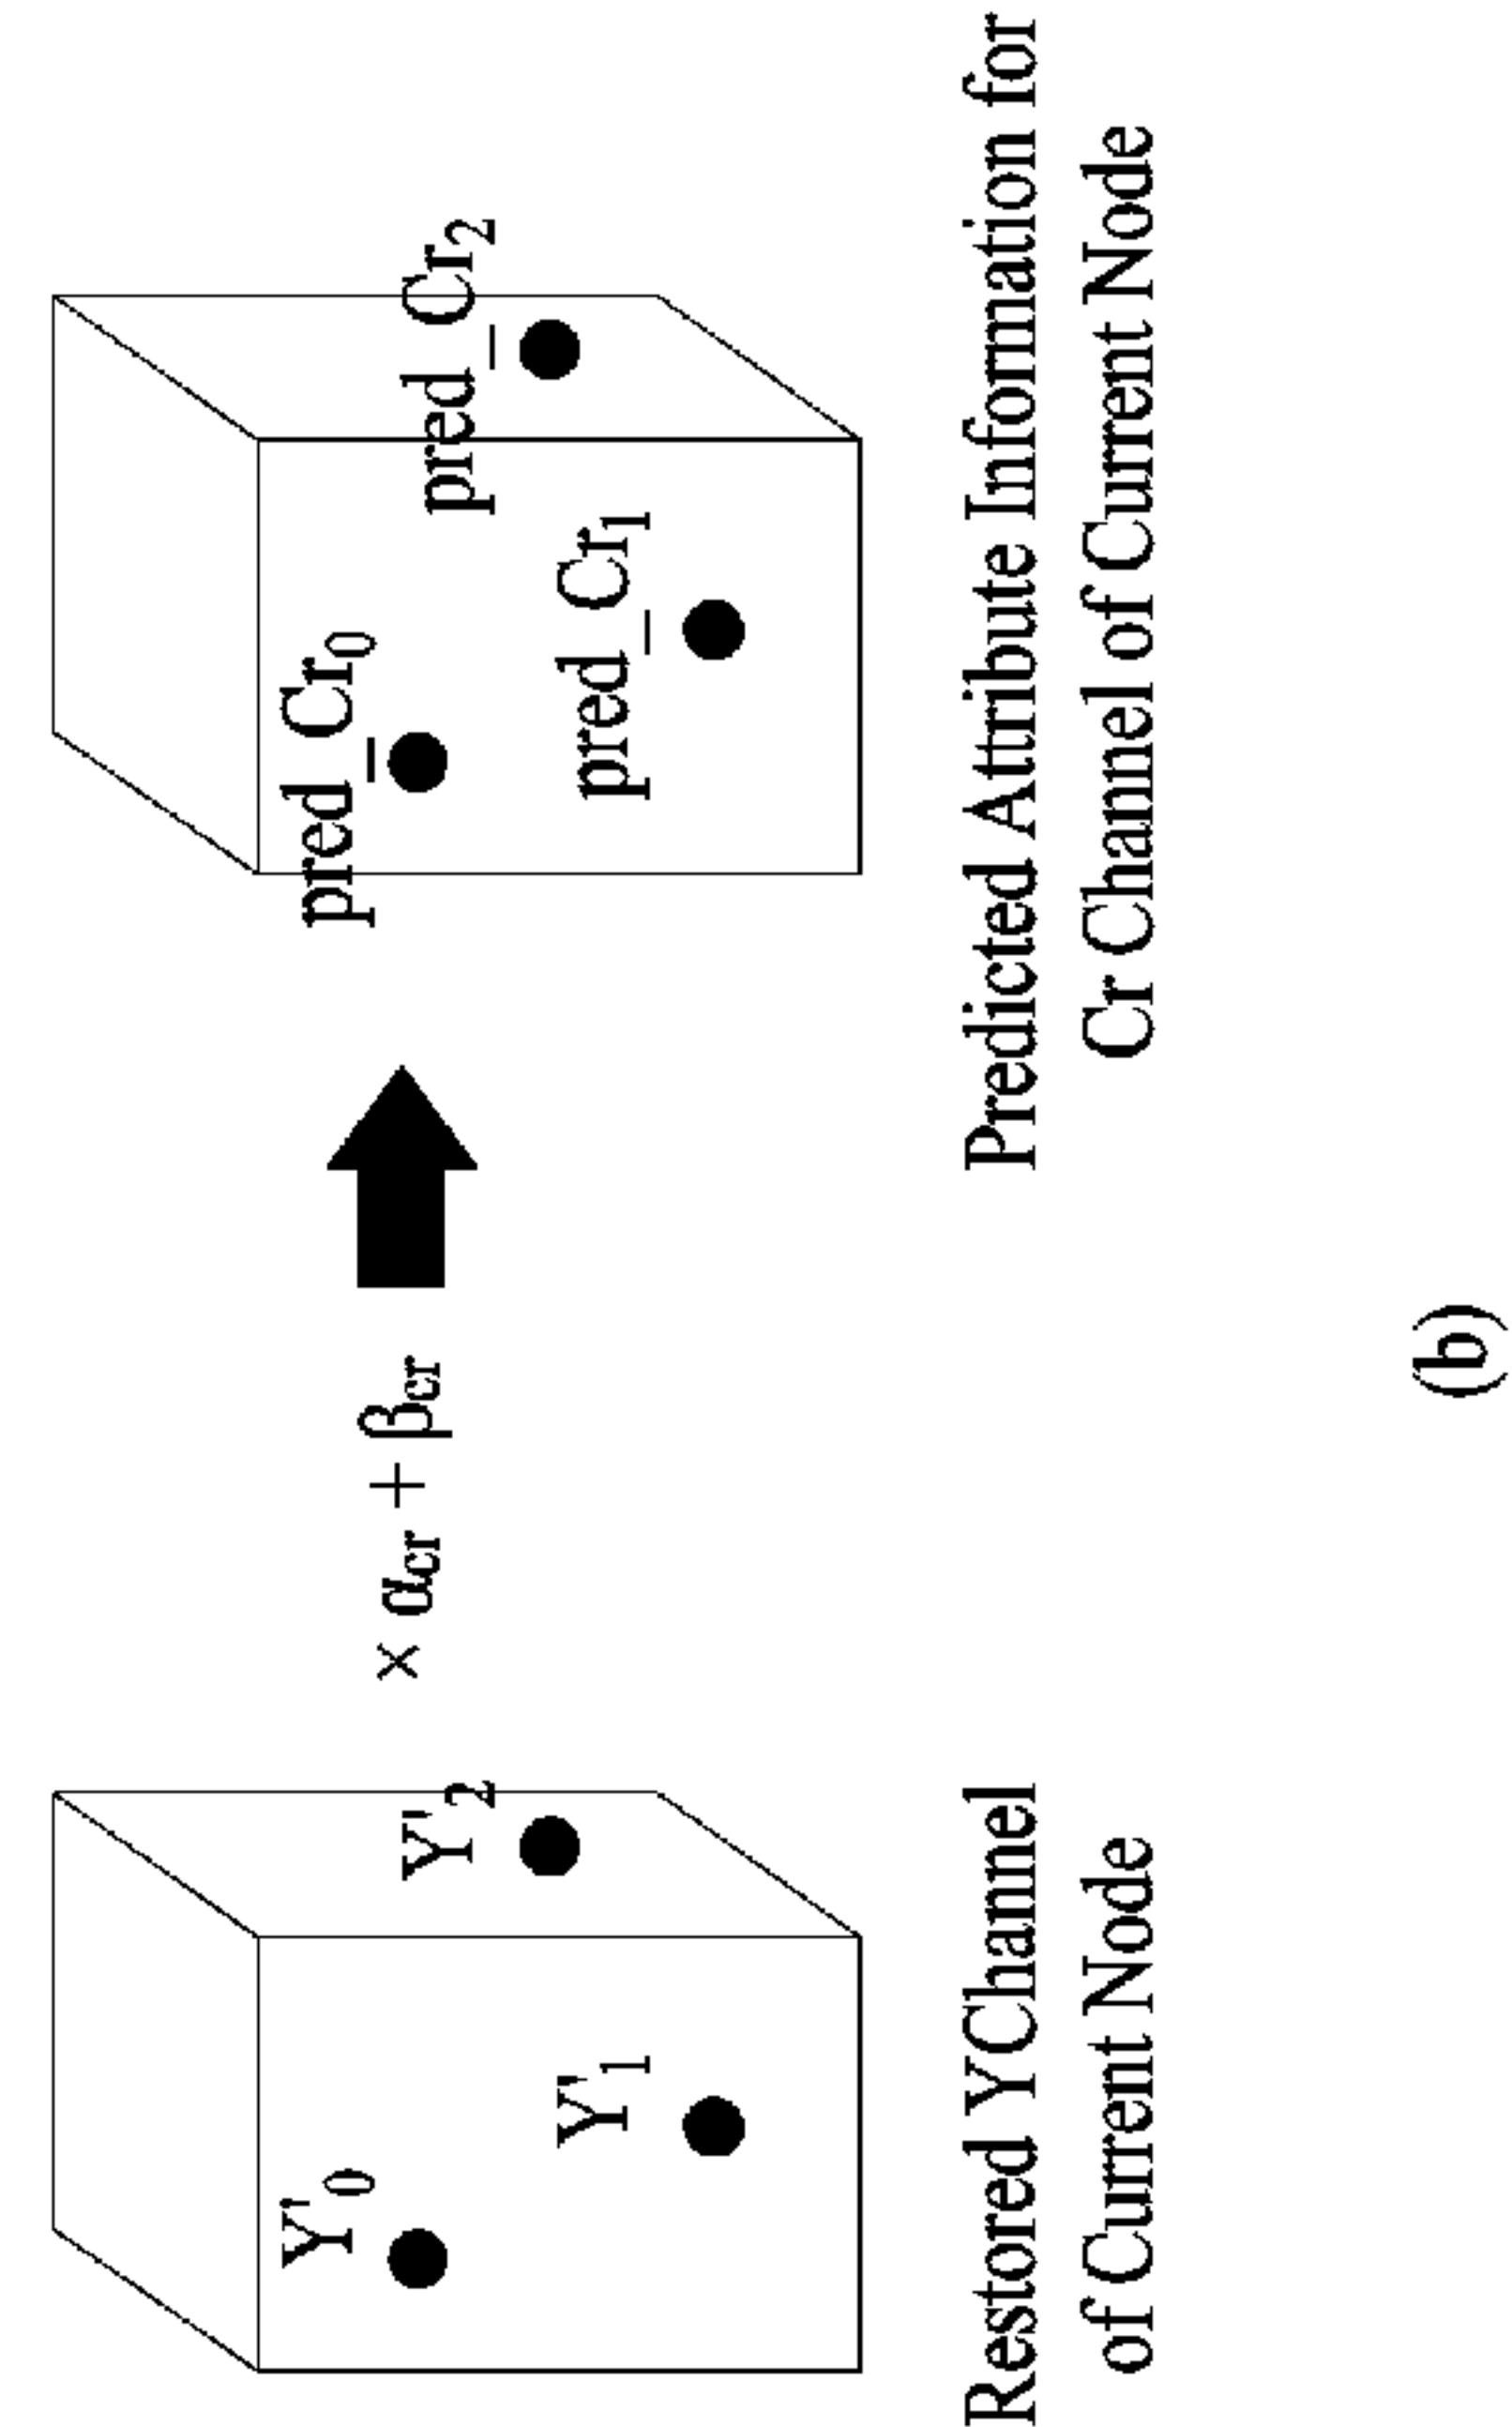 Y'0
Y'1
Y'2
× αcr + βcr
pred_Cr0
pred_Cr1
pred_Cr2
Restored YChannel
of Current Node
Predicted Attribute Information for
Cr Channel of Current Node
(b)